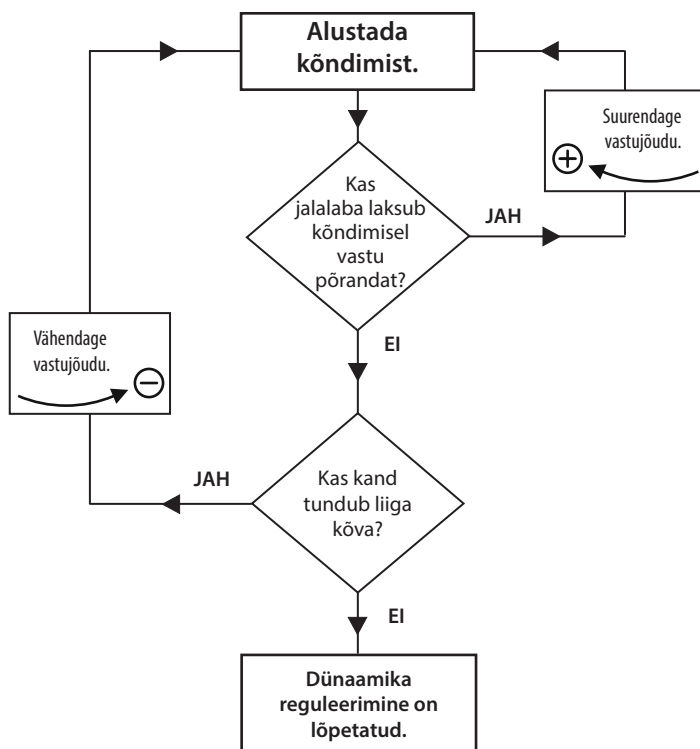 Alustada
kõndimist.
Suurendage
vastujõudu.
Kas
jalalaba laksub
kõndimisel
vastu
põrandat?
JAH
EI
Vähendage
vastujõudu.
JAH
Kas kand
tundub liiga
kõva?
EI
Dünaamika
reguleerimine on
lõpetatud.